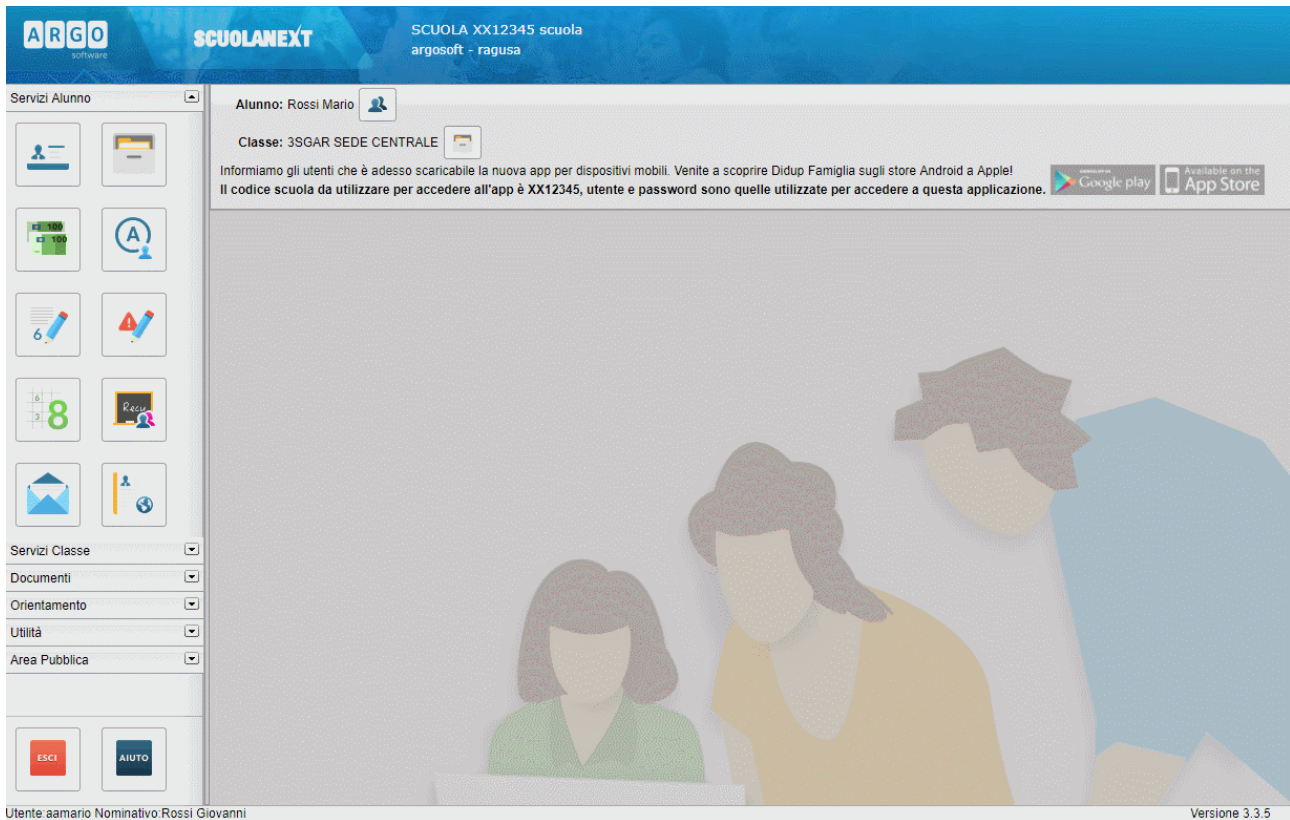 ARGO
software
SCUOLANEXT
SCUOLA XX12345 scuola
argosoft - ragusa
Servizi Alunno
100
100
A
6
6
3
8
Recu
Servizi Classe
Documenti
Orientamento
Utilità
Area Pubblica
ESCI
AIUTO
Alunno: Rossi Mario
Classe: 3SGAR SEDE CENTRALE
Informiamo gli utenti che è adesso scaricabile la nuova app per dispositivi mobili. Venite a scoprire Didup Famiglia sugli store Android a Apple!
Il codice scuola da utilizzare per accedere all'app è XX12345, utente e password sono quelle utilizzate per accedere a questa applicazione.
Google play
Available on the
App Store
Utente:aamario Nominativo:Rossi Giovanni
Versione 3.3.5